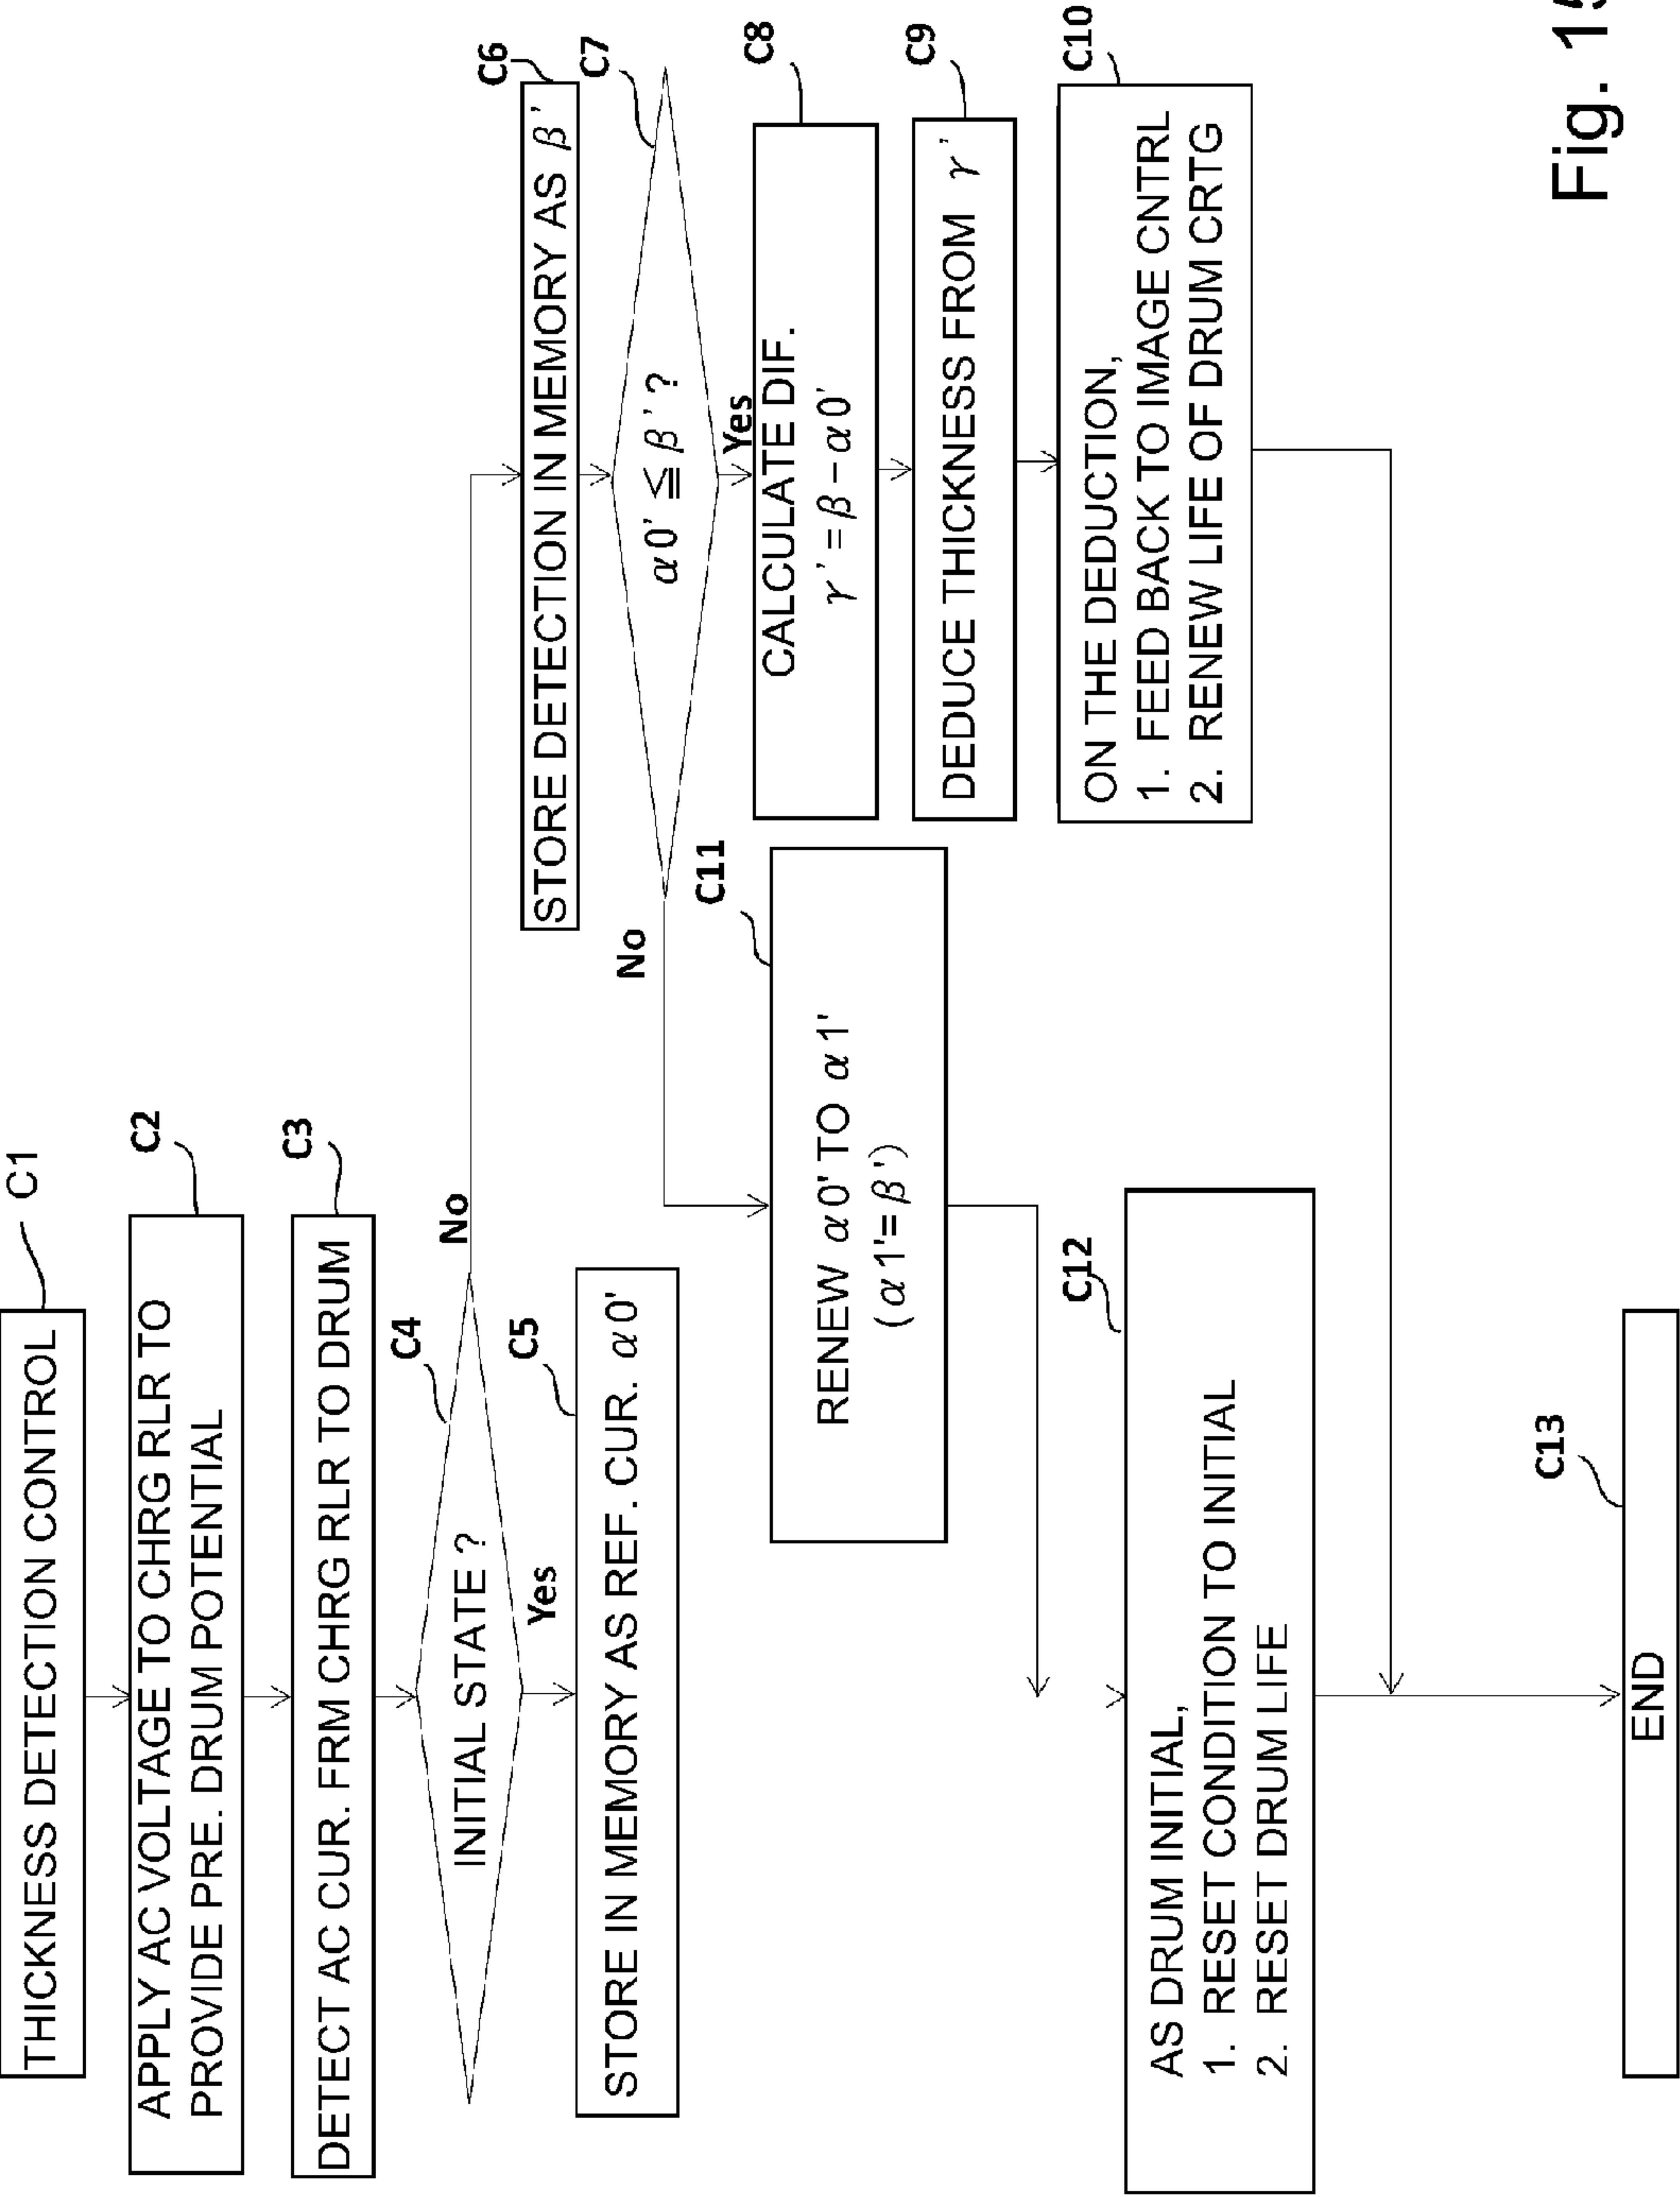 THICKNESS DETECTION CONTROL
C1
APPLY AC VOLTAGE TO CHRG RLR TO
PROVIDE PRE. DRUM POTENTIAL
C2
DETECT AC CUR. FRM CHRG RLR TO DRUM
C3
INITIAL STATE ?
C4
No
Yes
STORE IN MEMORY AS REF. CUR. α0'
C5
STORE DETECTION IN MEMORY AS β'
C6
α0' ≦ β' ?
C7
No
Yes
CALCULATE DIF.
γ' = β − α0'
C8
DEDUCE THICKNESS FROM γ'
C9
ON THE DEDUCTION,
1. FEED BACK TO IMAGE CNTRL
2. RENEW LIFE OF DRUM CRTG
C10
RENEW α0' TO α1'
(α1'= β')
C11
AS DRUM INITIAL,
1. RESET CONDITION TO INITIAL
2. RESET DRUM LIFE
C12
END
C13
Fig.